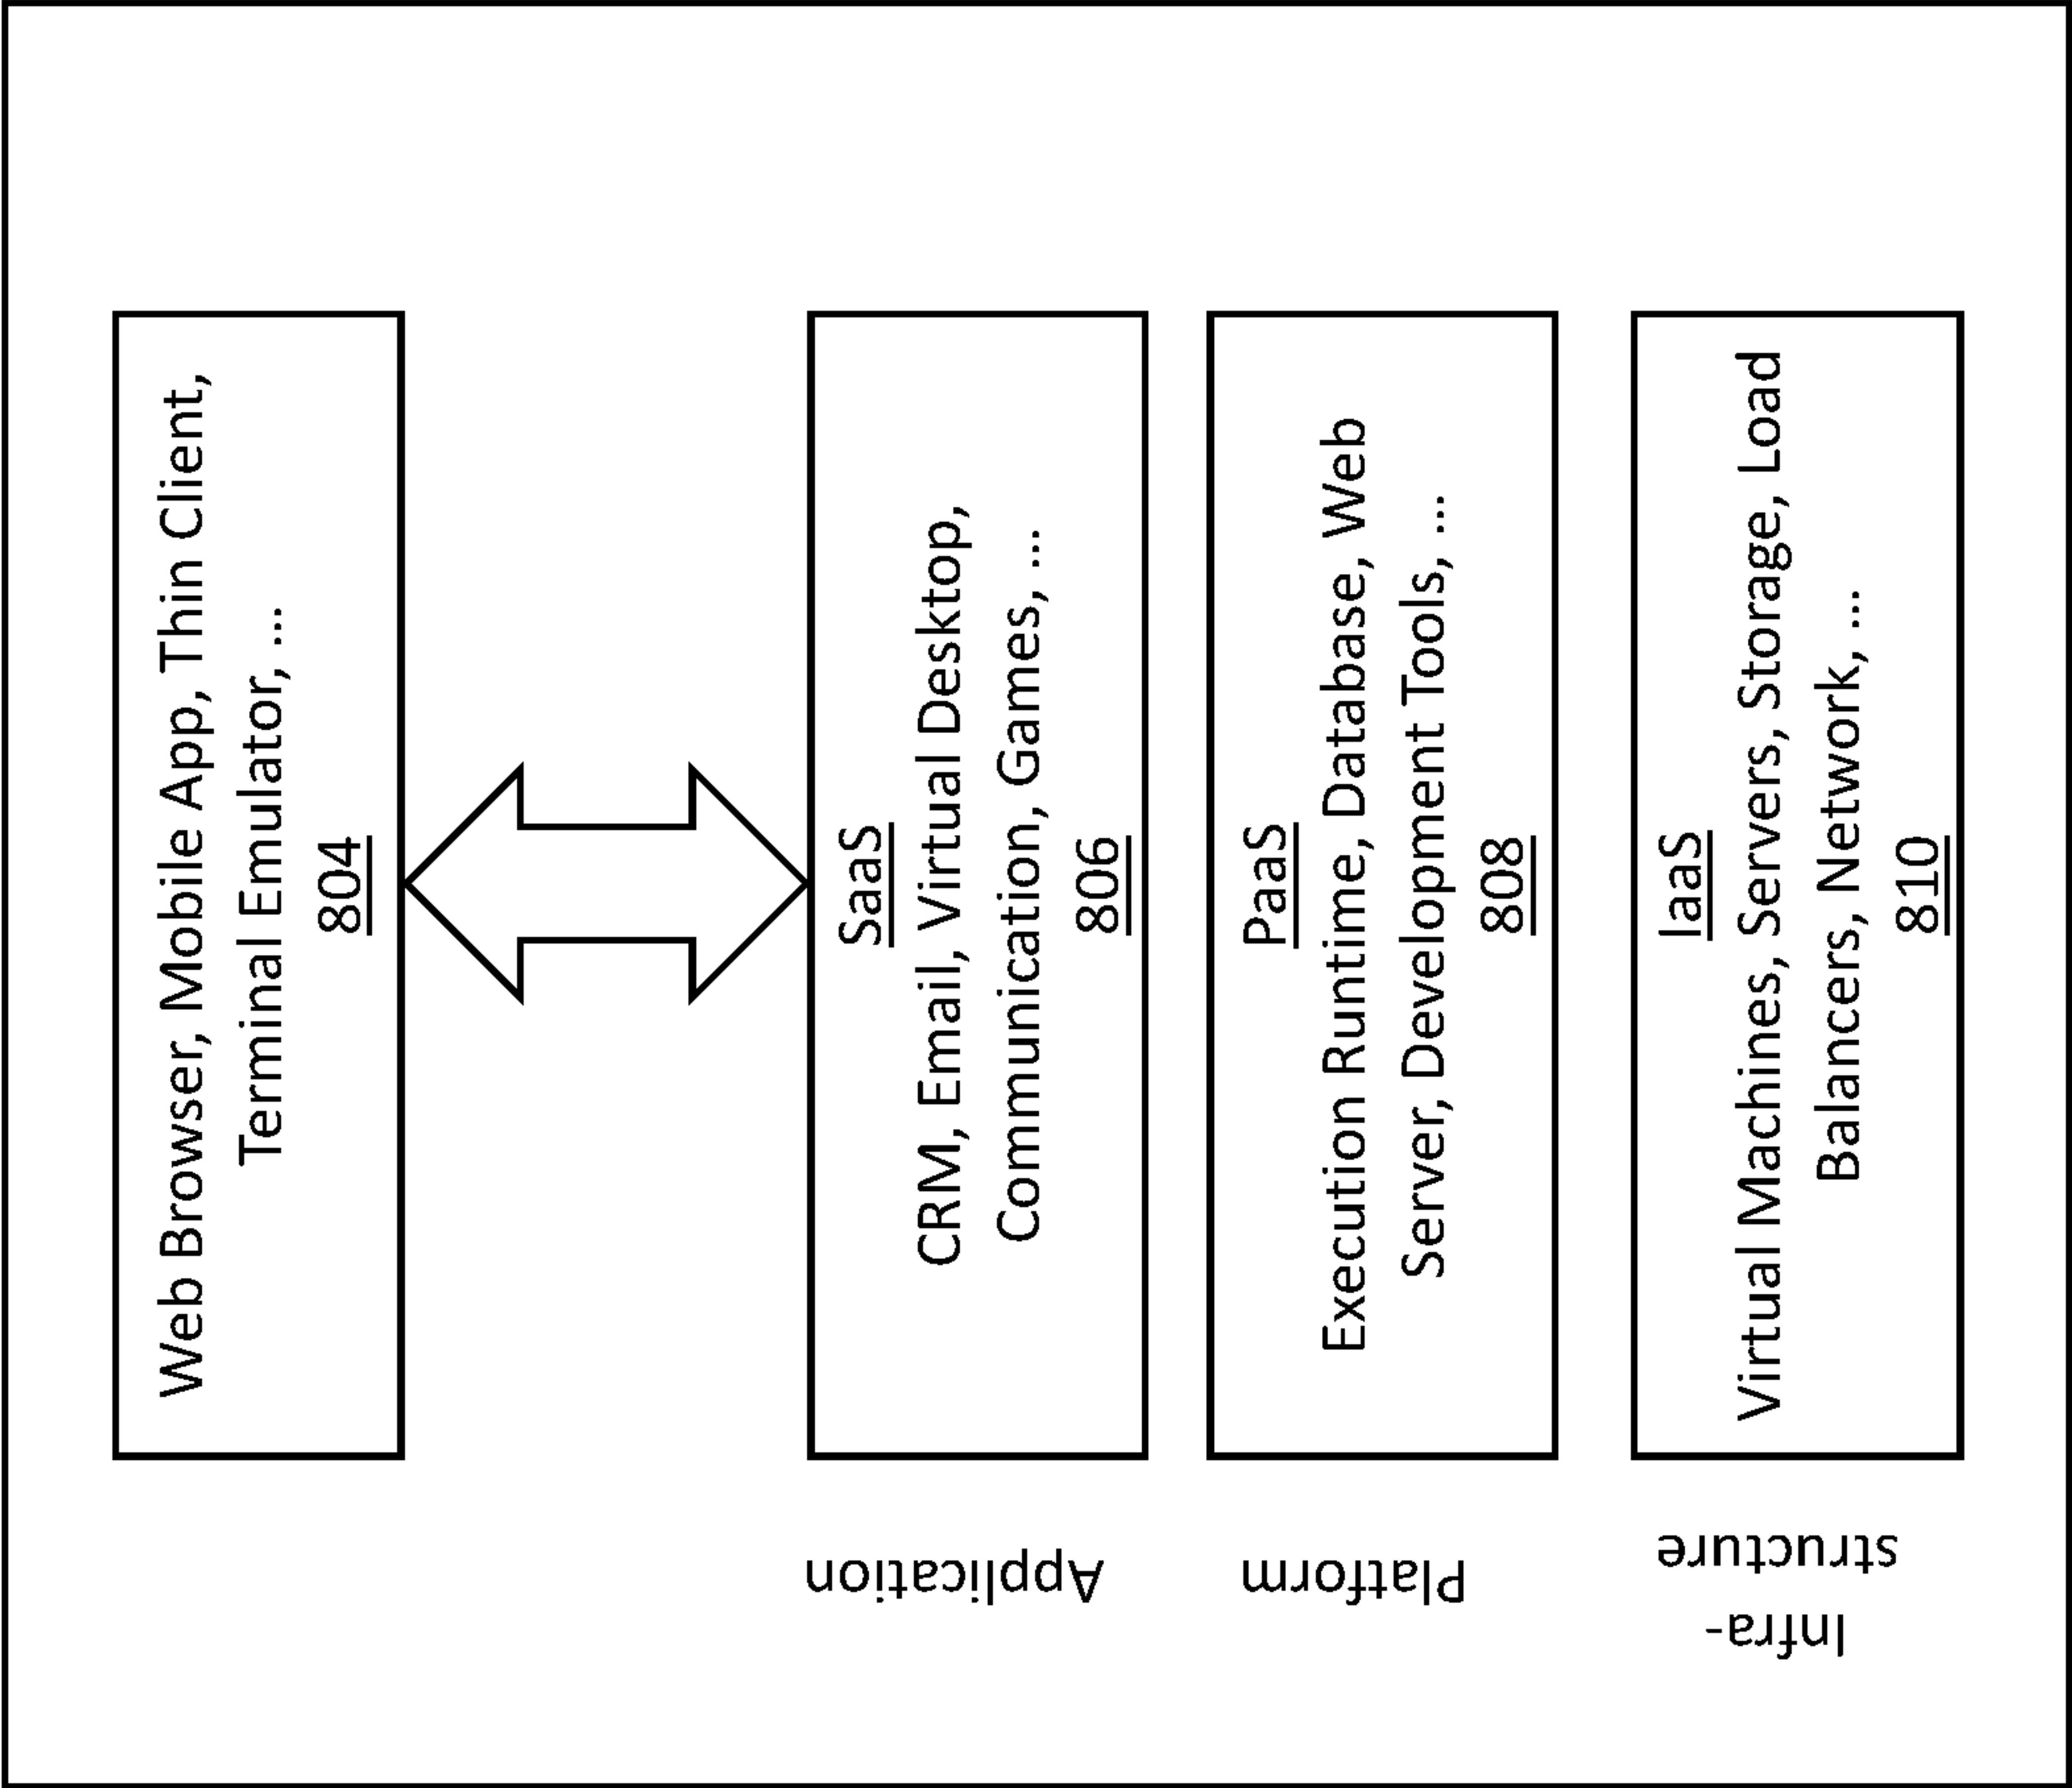 Web Browser, Mobile App, Thin Client,
Terminal Emulator, ...
804
Application
SaaS
CRM, Email, Virtual Desktop,
Communication, Games, ...
806
Platform
PaaS
Execution Runtime, Database, Web
Server, Development Tools, ...
808
Infra-
structure
IaaS
Virtual Machines, Servers, Storage, Load
Balancers, Network, ...
810